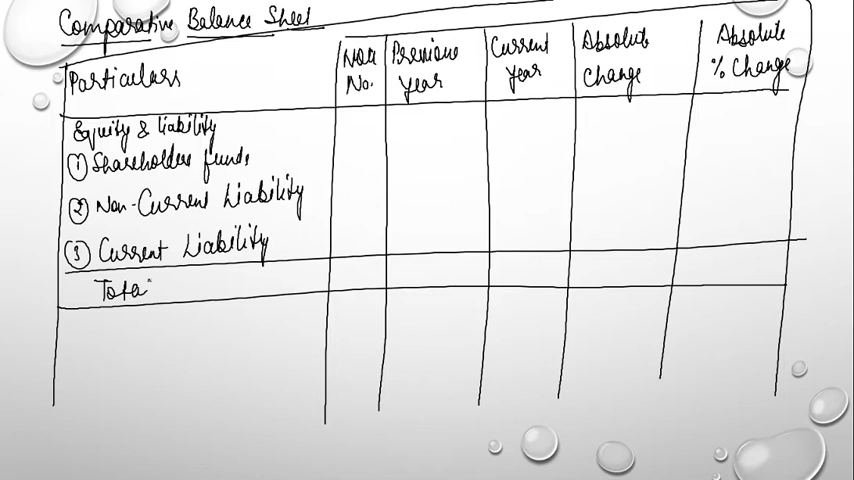 Comparative Balance Sheet
Particulars
Note No.
Previous Year
Current Year
Absolute Change
Absolute % Change
Equity & Liability
① Shareholders funds
② Non-Current Liability
③ Current Liability
Tota